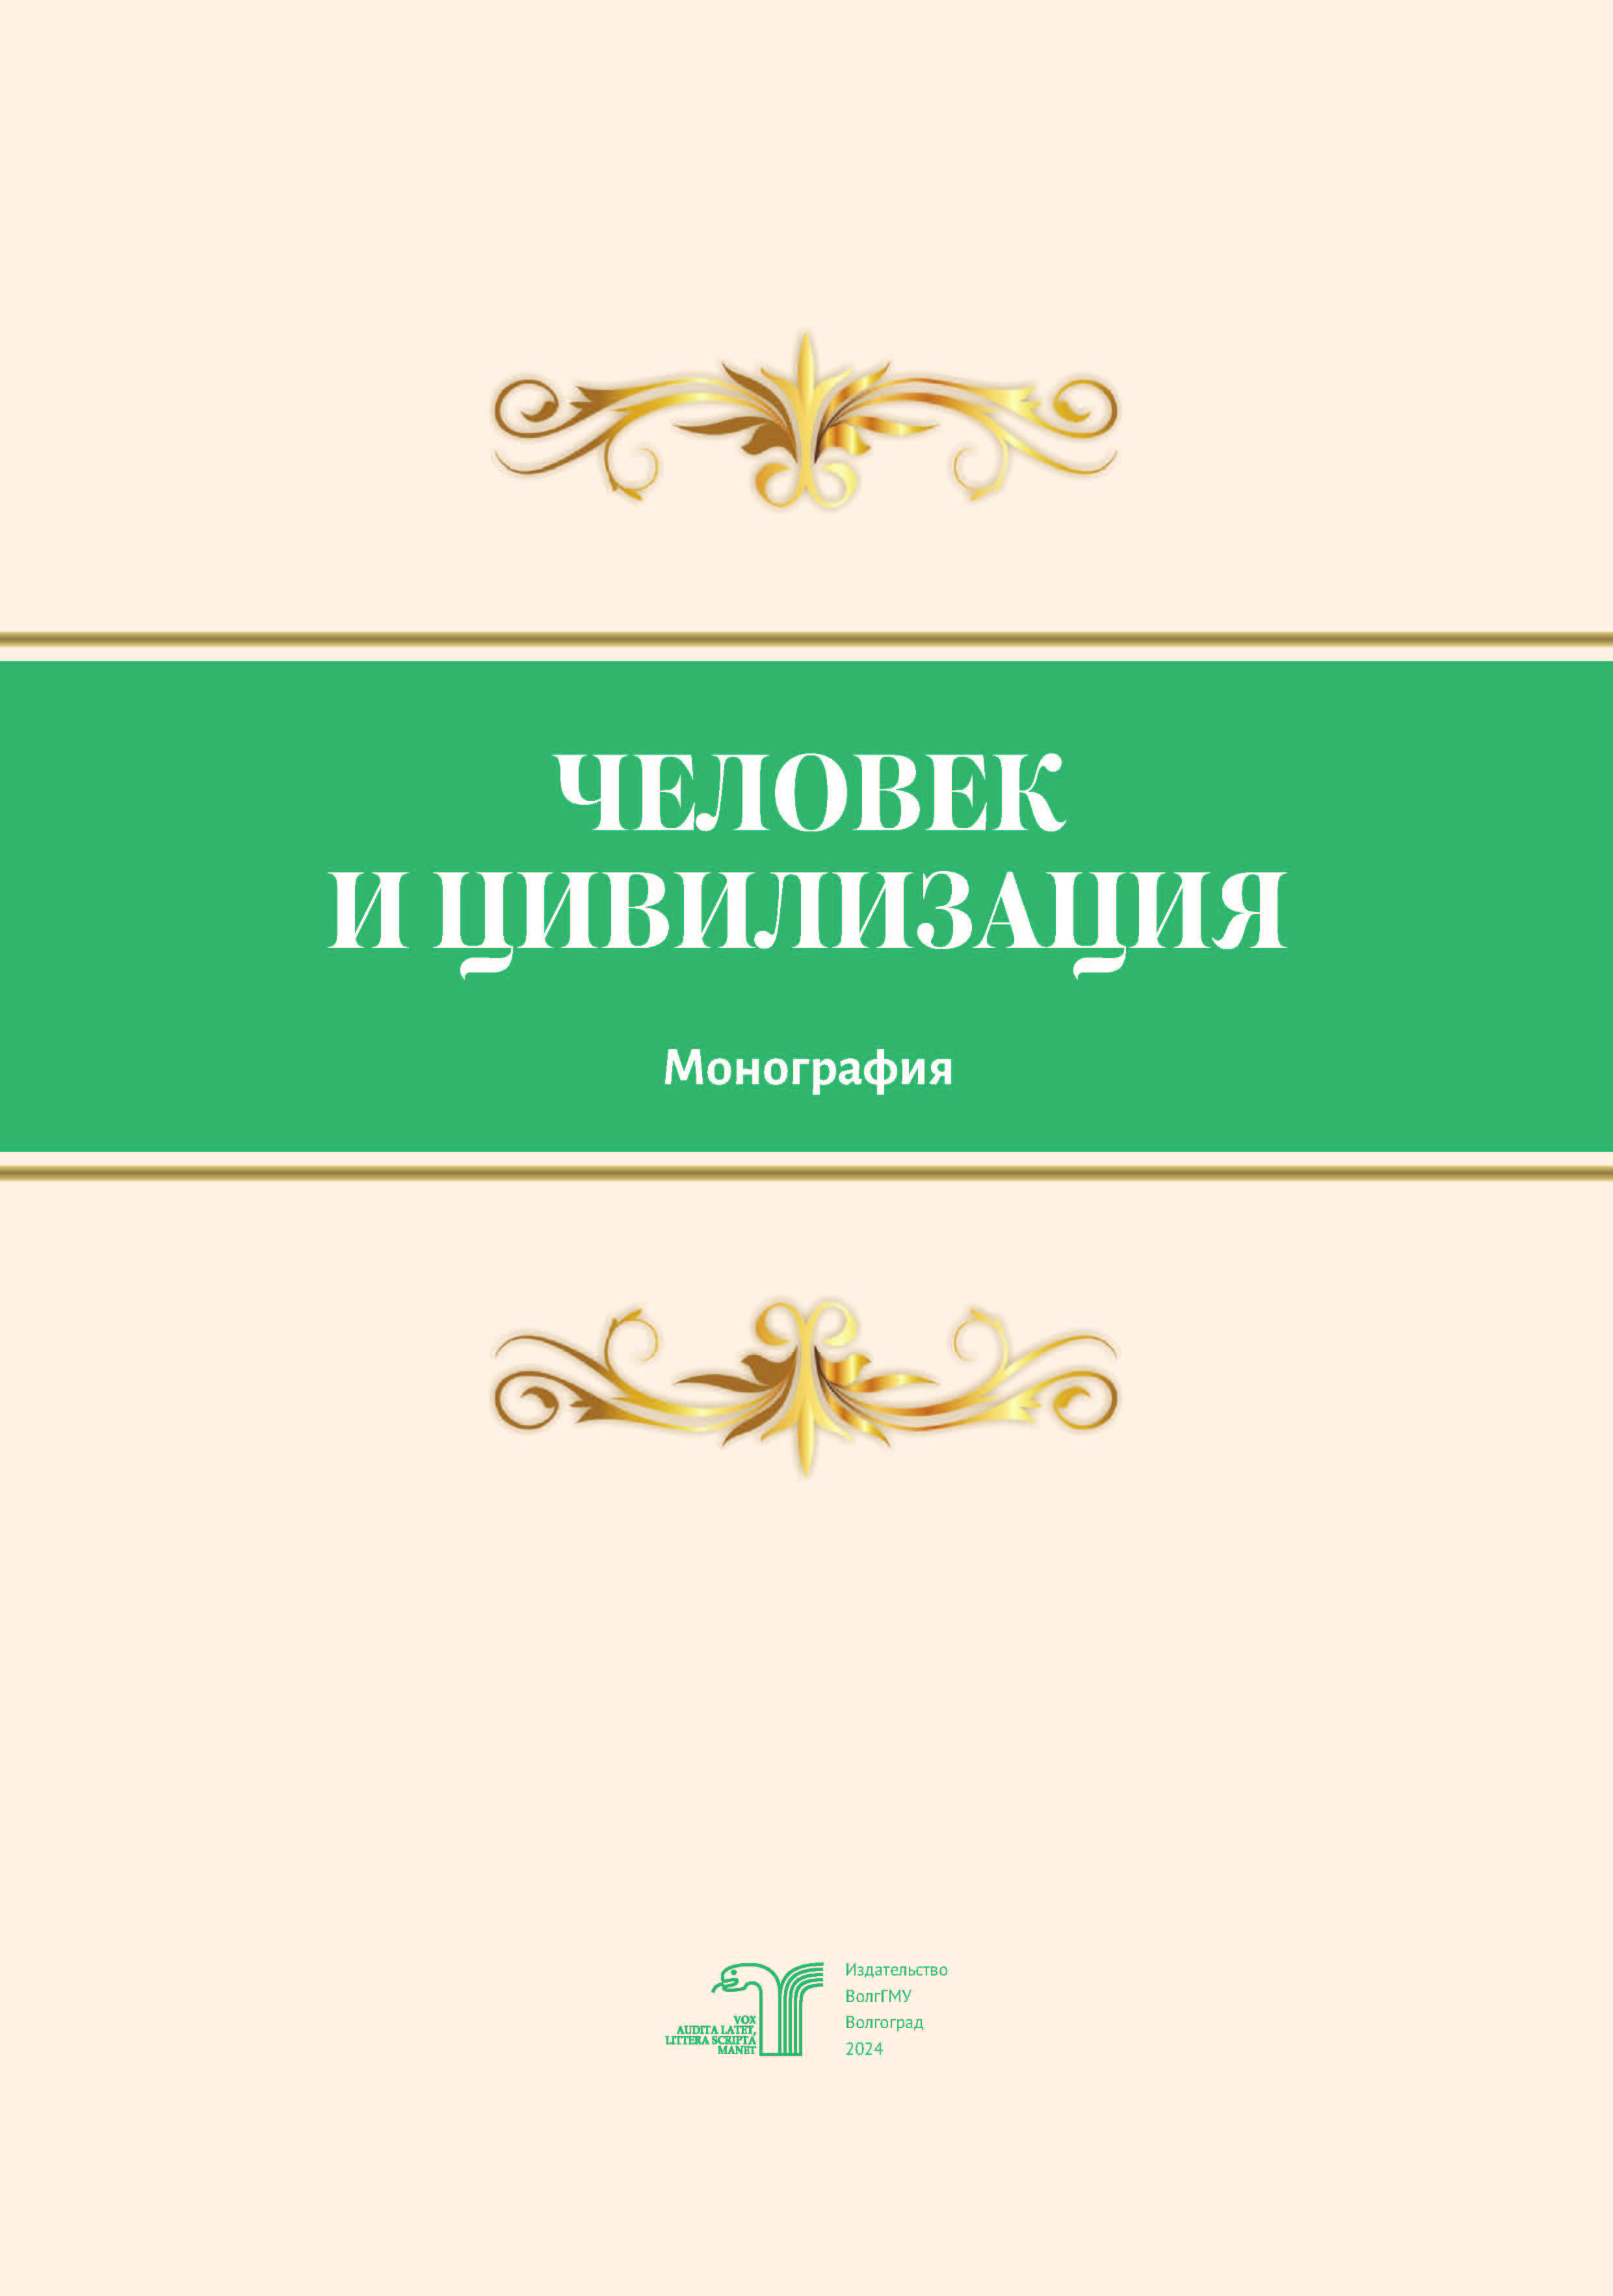 ЧЕЛОВЕК
И ЦИВИЛИЗАЦИЯ
Монография
VOX
AUDITA LATET,
LITTERA SCRIPTA
MANET
Издательство
ВолгГМУ
Волгоград
2024